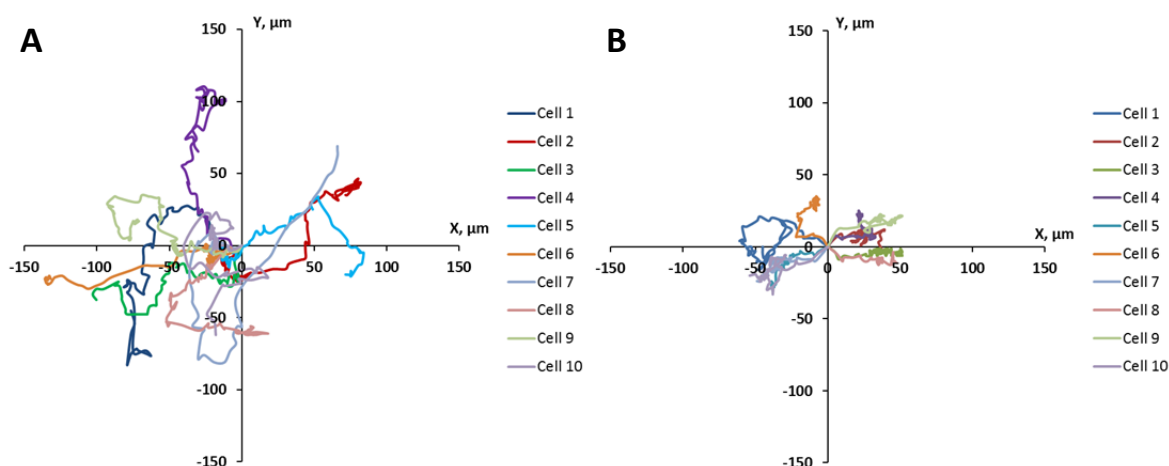 A
Y, µm
150
100
50
0
-50
-100
-150
-150 -100 -50 0 50 100 150
X, µm
Cell 1
Cell 2
Cell 3
Cell 4
Cell 5
Cell 6
Cell 7
Cell 8
Cell 9
Cell 10
B
Y, µm
150
100
50
0
-50
-100
-150
-150 -100 -50 0 50 100 150
X, µm
Cell 1
Cell 2
Cell 3
Cell 4
Cell 5
Cell 6
Cell 7
Cell 8
Cell 9
Cell 10